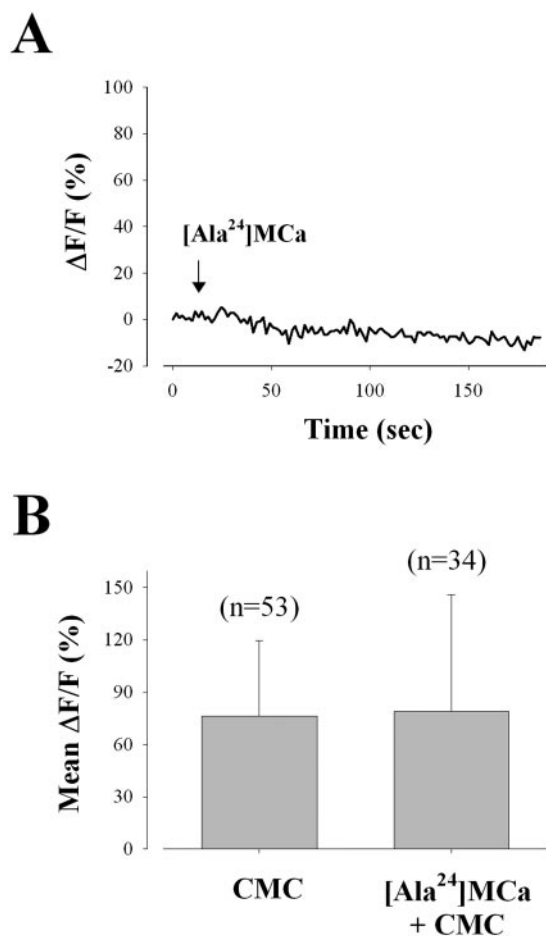 A
100
80
60
40
20
0
-20
ΔF/F (%)
[Ala²⁴]MCa
0
50
100
150
Time (sec)
B
150
120
90
60
30
0
Mean ΔF/F (%)
(n=53)
(n=34)
CMC
[Ala²⁴]MCa
+ CMC